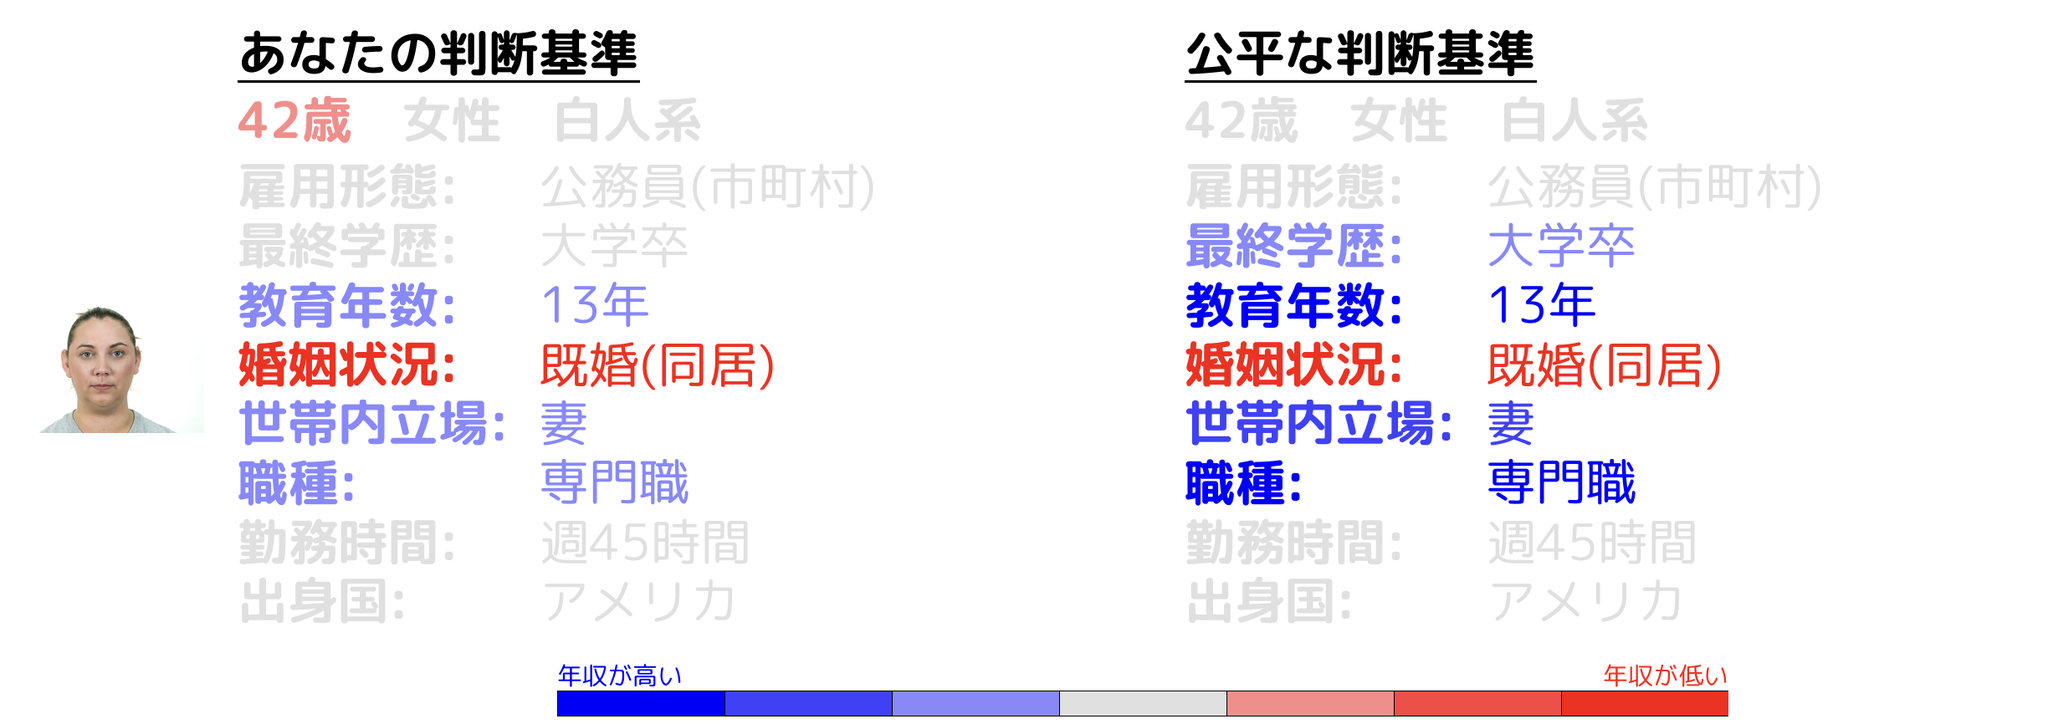 あなたの判断基準
42歳 女性 白人系
雇用形態: 公務員(市町村)
最終学歴: 大学卒
教育年数: 13年
婚姻状況: 既婚(同居)
世帯内立場: 妻
職種: 専門職
勤務時間: 週45時間
出身国: アメリカ
公平な判断基準
42歳 女性 白人系
雇用形態: 公務員(市町村)
最終学歴: 大学卒
教育年数: 13年
婚姻状況: 既婚(同居)
世帯内立場: 妻
職種: 専門職
勤務時間: 週45時間
出身国: アメリカ
年収が高い 年収が低い